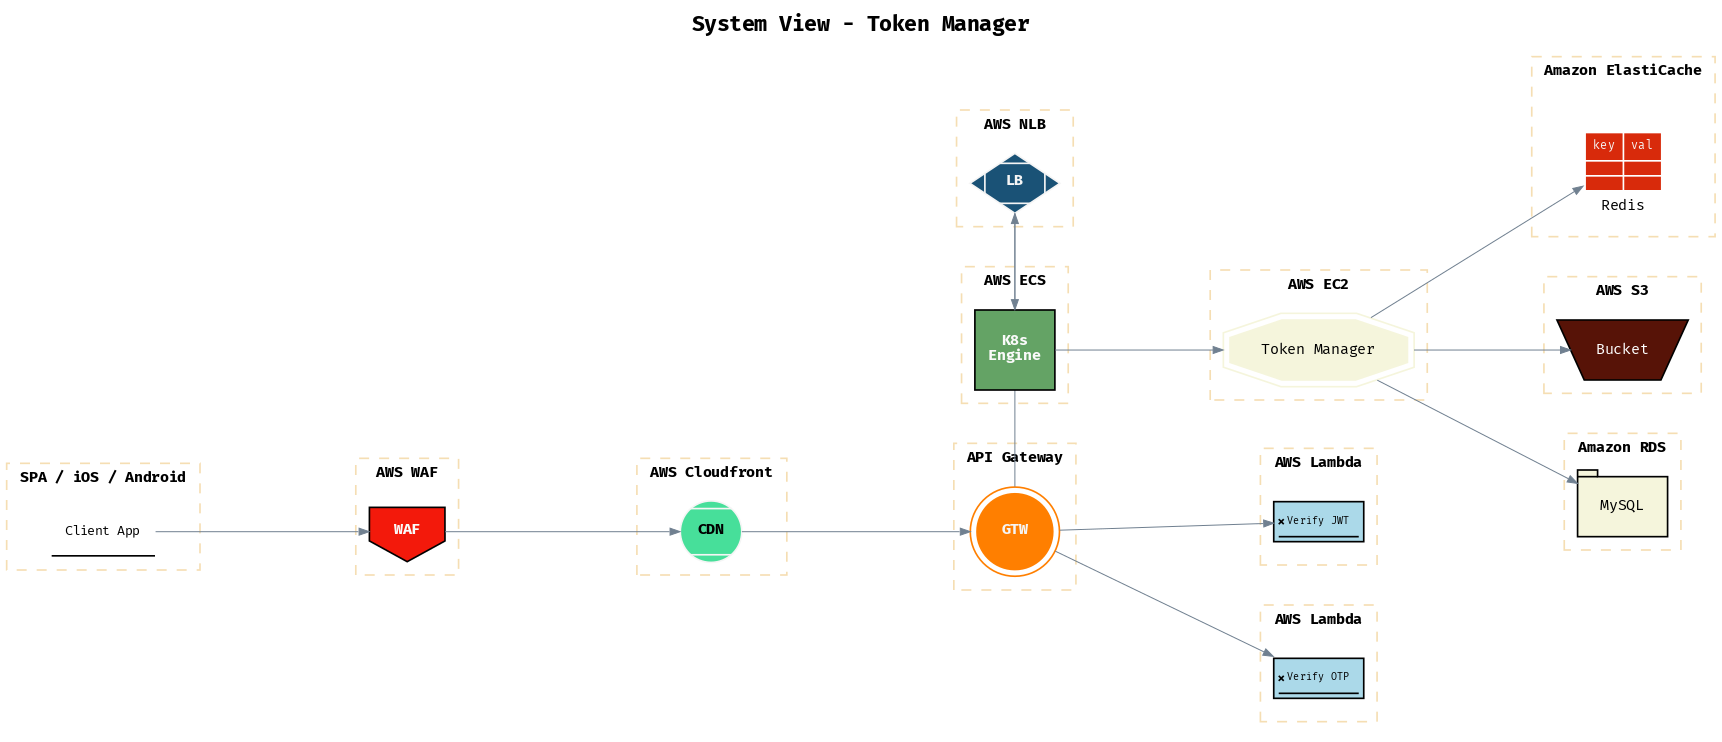 System View - Token Manager
Amazon ElastiCache
key val
Redis
AWS NLB
LB
AWS ECS
K8s
Engine
AWS EC2
Token Manager
AWS S3
Bucket
Amazon RDS
MySQL
SPA / iOS / Android
Client App
AWS WAF
WAF
AWS Cloudfront
CDN
API Gateway
GTW
AWS Lambda
Verify JWT
AWS Lambda
Verify OTP